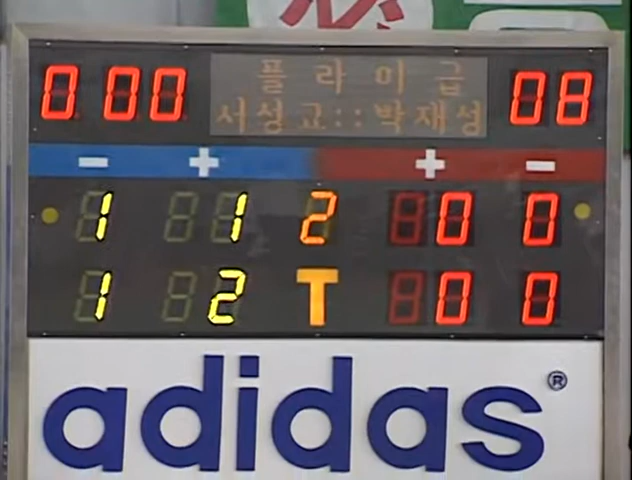 0 00 플라이급 08
서성교::박재성
- + + -
1 1 2 0 0
1 2 T 0 0
adidas®